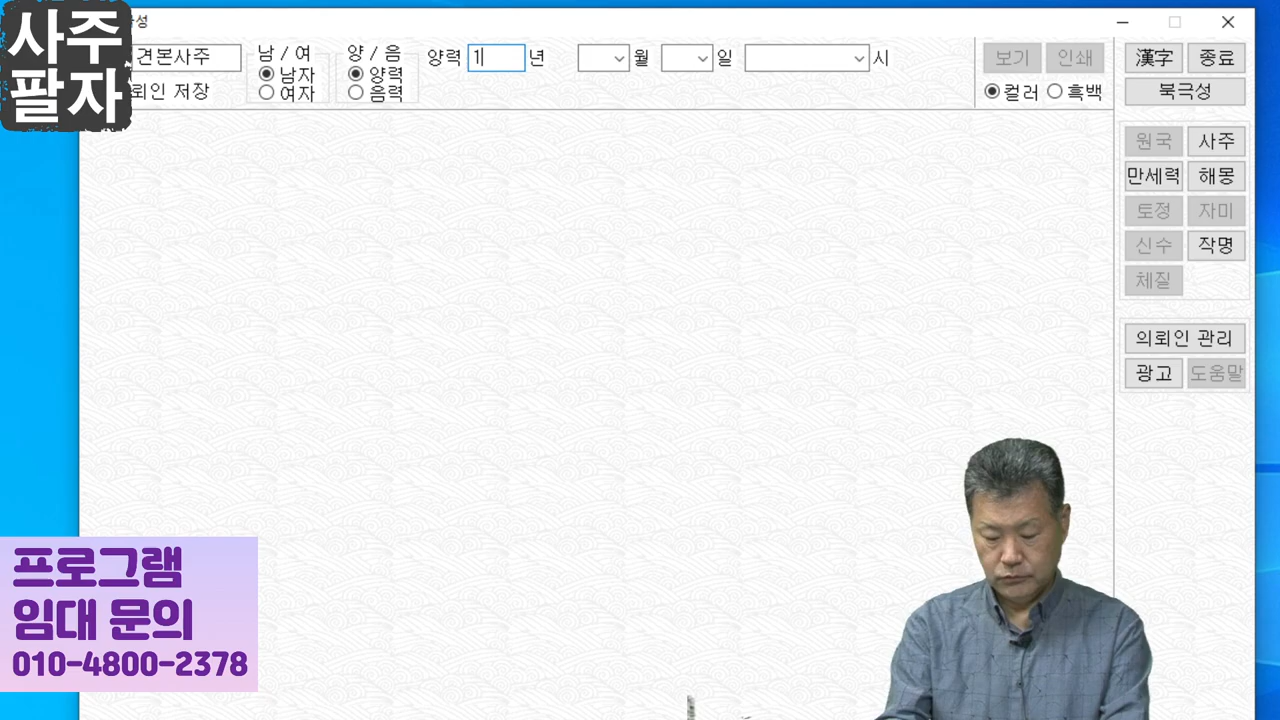 사주
팔자
성
견본사주
뢰인 저장
남 / 여
남자
여자
양 / 음
양력
음력
양력 1 년 월 일 시
보기 인쇄
컬러 흑백
漢字 종료
북극성
원국 사주
만세력 해몽
토정 자미
신수 작명
체질
의뢰인 관리
광고 도움말
프로그램
임대 문의
010-4800-2378